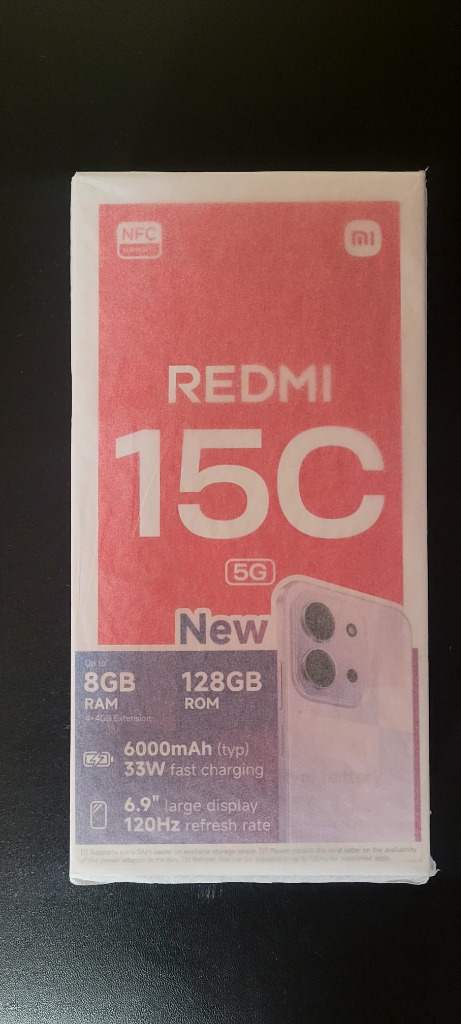 NFC
SUPPORTS
REDMI
15C
5G
New
Up to
8GB 128GB
RAM ROM
4+4GB Extension
6000mAh (typ)
33W fast charging
6.9" large display
120Hz refresh rate